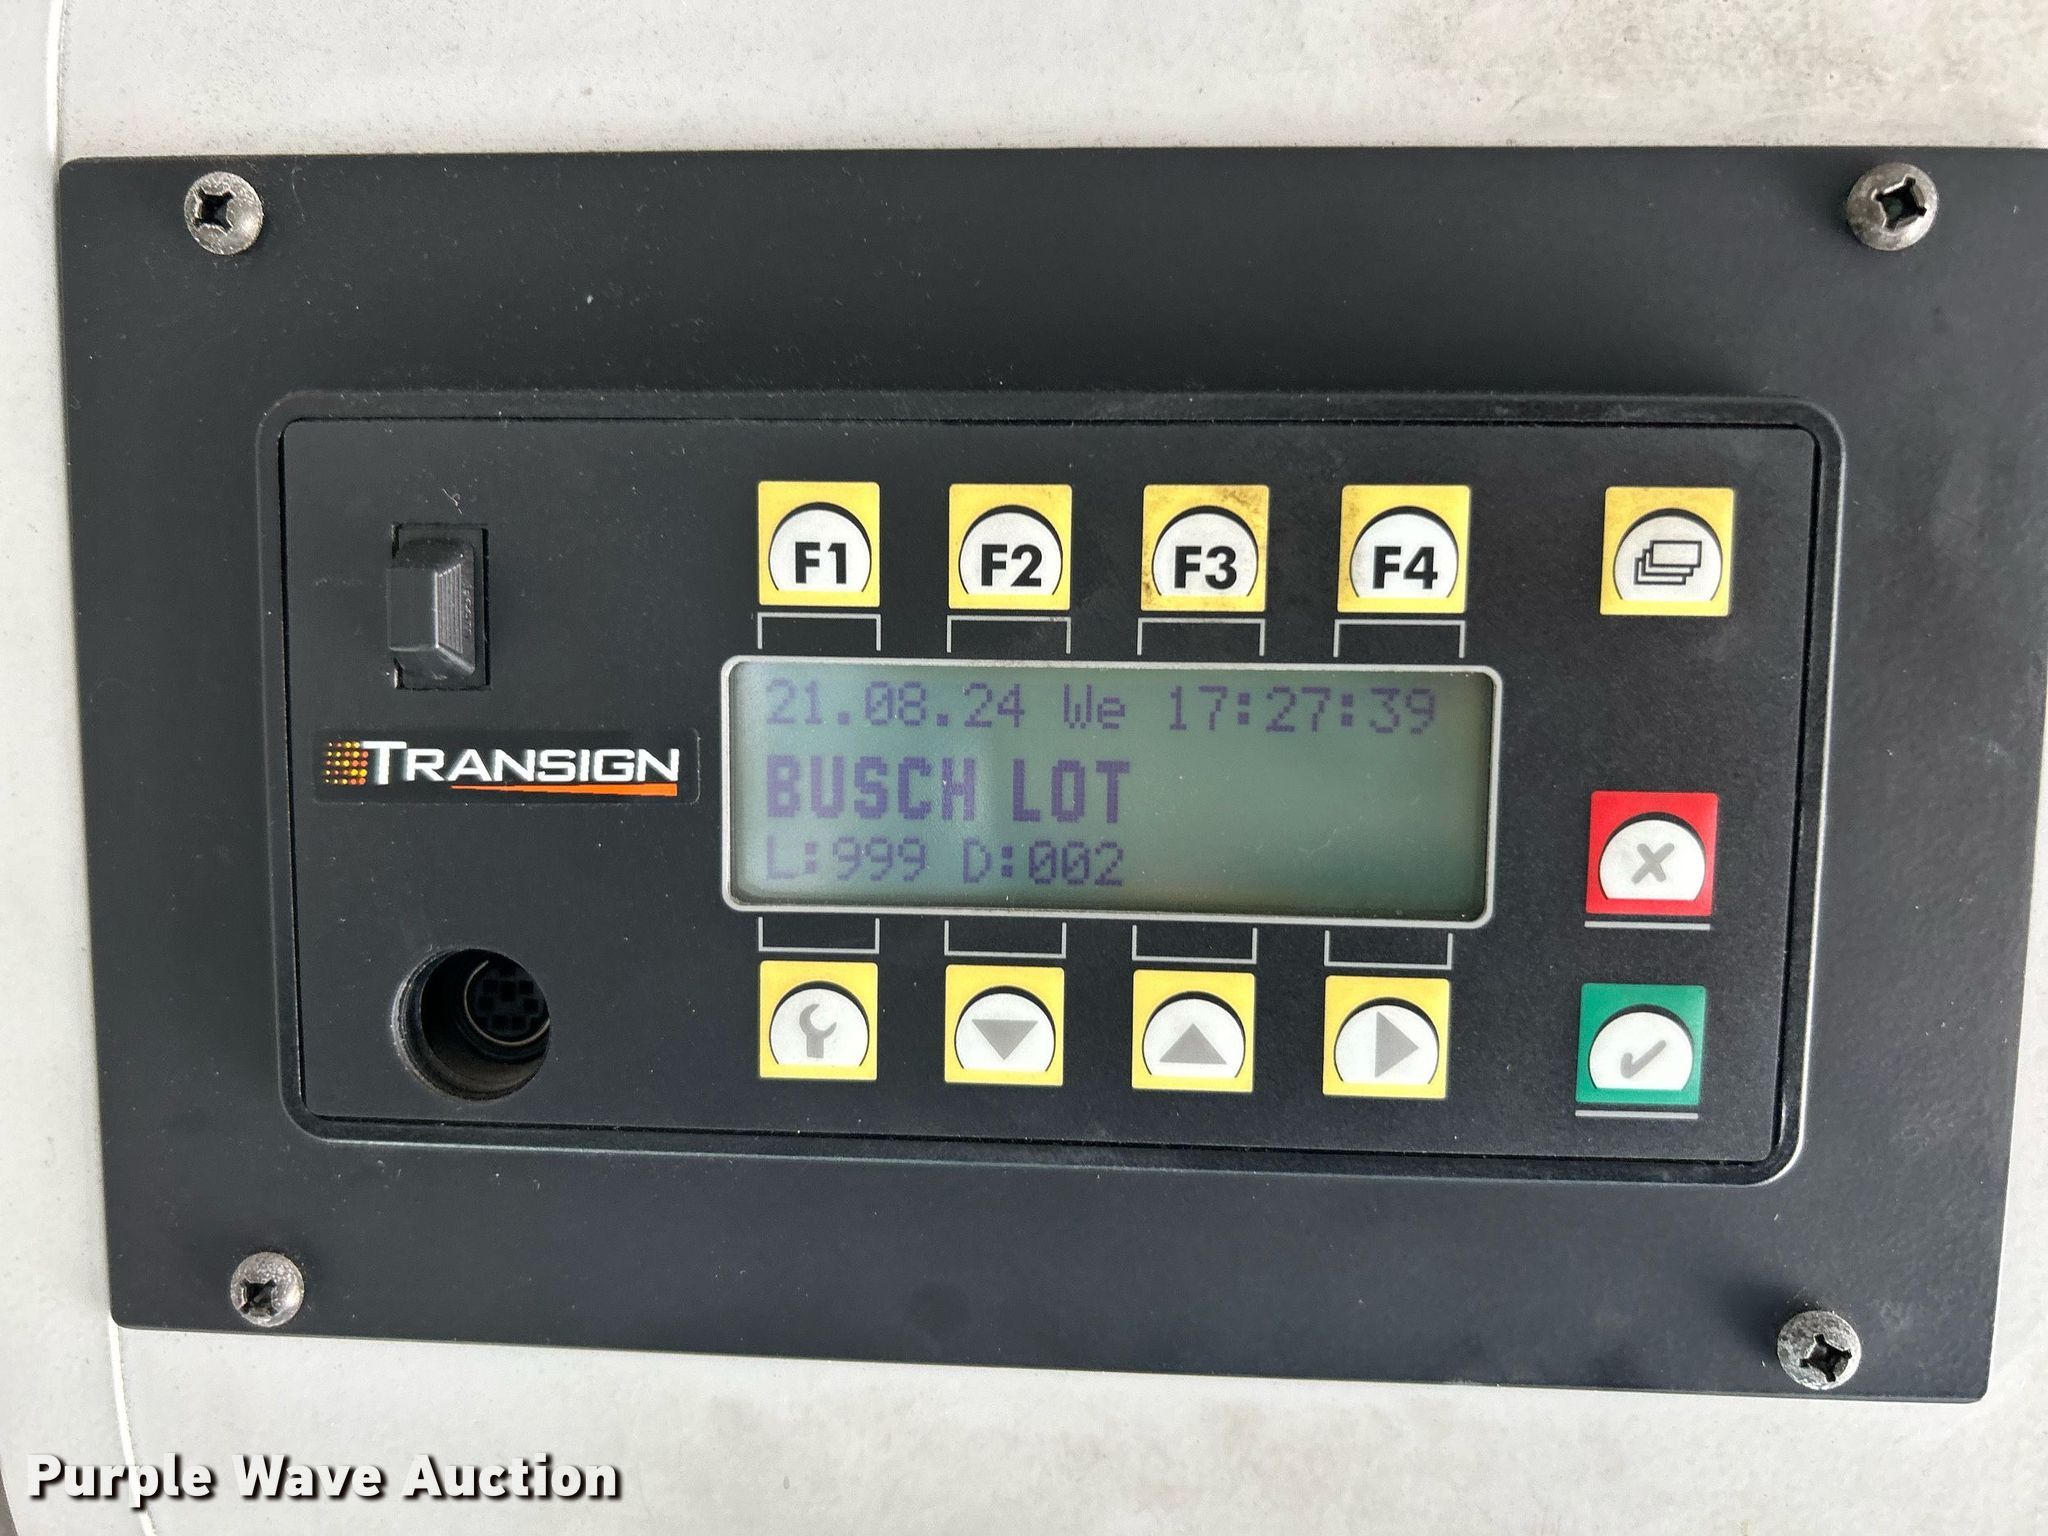 F1 F2 F3 F4
21.08.24 We 17:27:39
TRANSIGN
BUSCH LOT
L:999 D:002
Purple Wave Auction